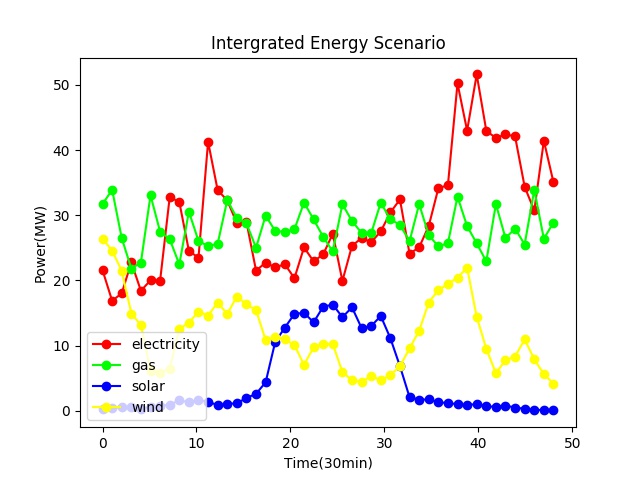 Intergrated Energy Scenario
Power(MW)
50
40
30
20
10
0
electricity
gas
solar
wind
0 10 20 30 40 50
Time(30min)